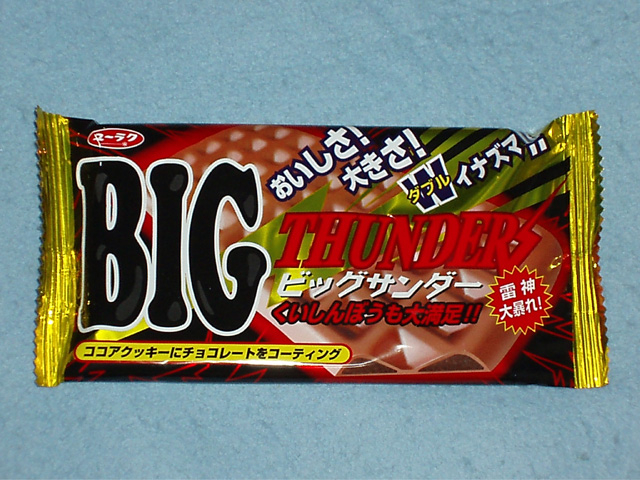 ユーラク
おいしさ!
大きさ!
W
ダブル
イナズマ!!
BIG
THUNDER
ビッグサンダー
くいしんぼうも大満足!!
雷神
大暴れ!
ココアクッキーにチョコレートをコーティング